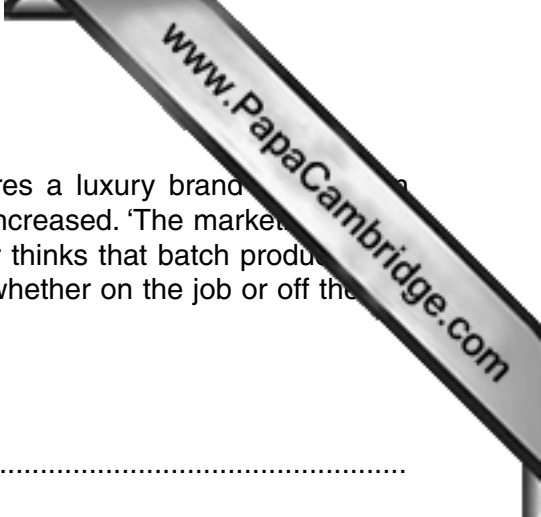 www.PapaCambridge.com
res a luxury brand
ncreased. ‘The market
r thinks that batch produ
whether on the job or off the
..........................................................